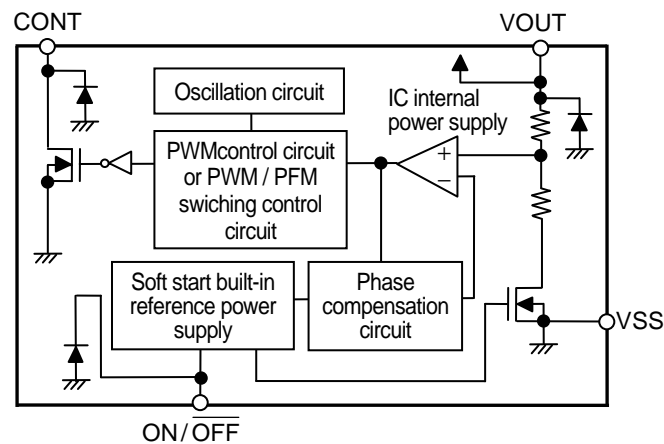 CONT
VOUT
Oscillation circuit
IC internal
power supply
PWMcontrol circuit
or PWM / PFM
swiching control
circuit
+
−
Soft start built-in
reference power
supply
Phase
compensation
circuit
VSS
ON/OFF